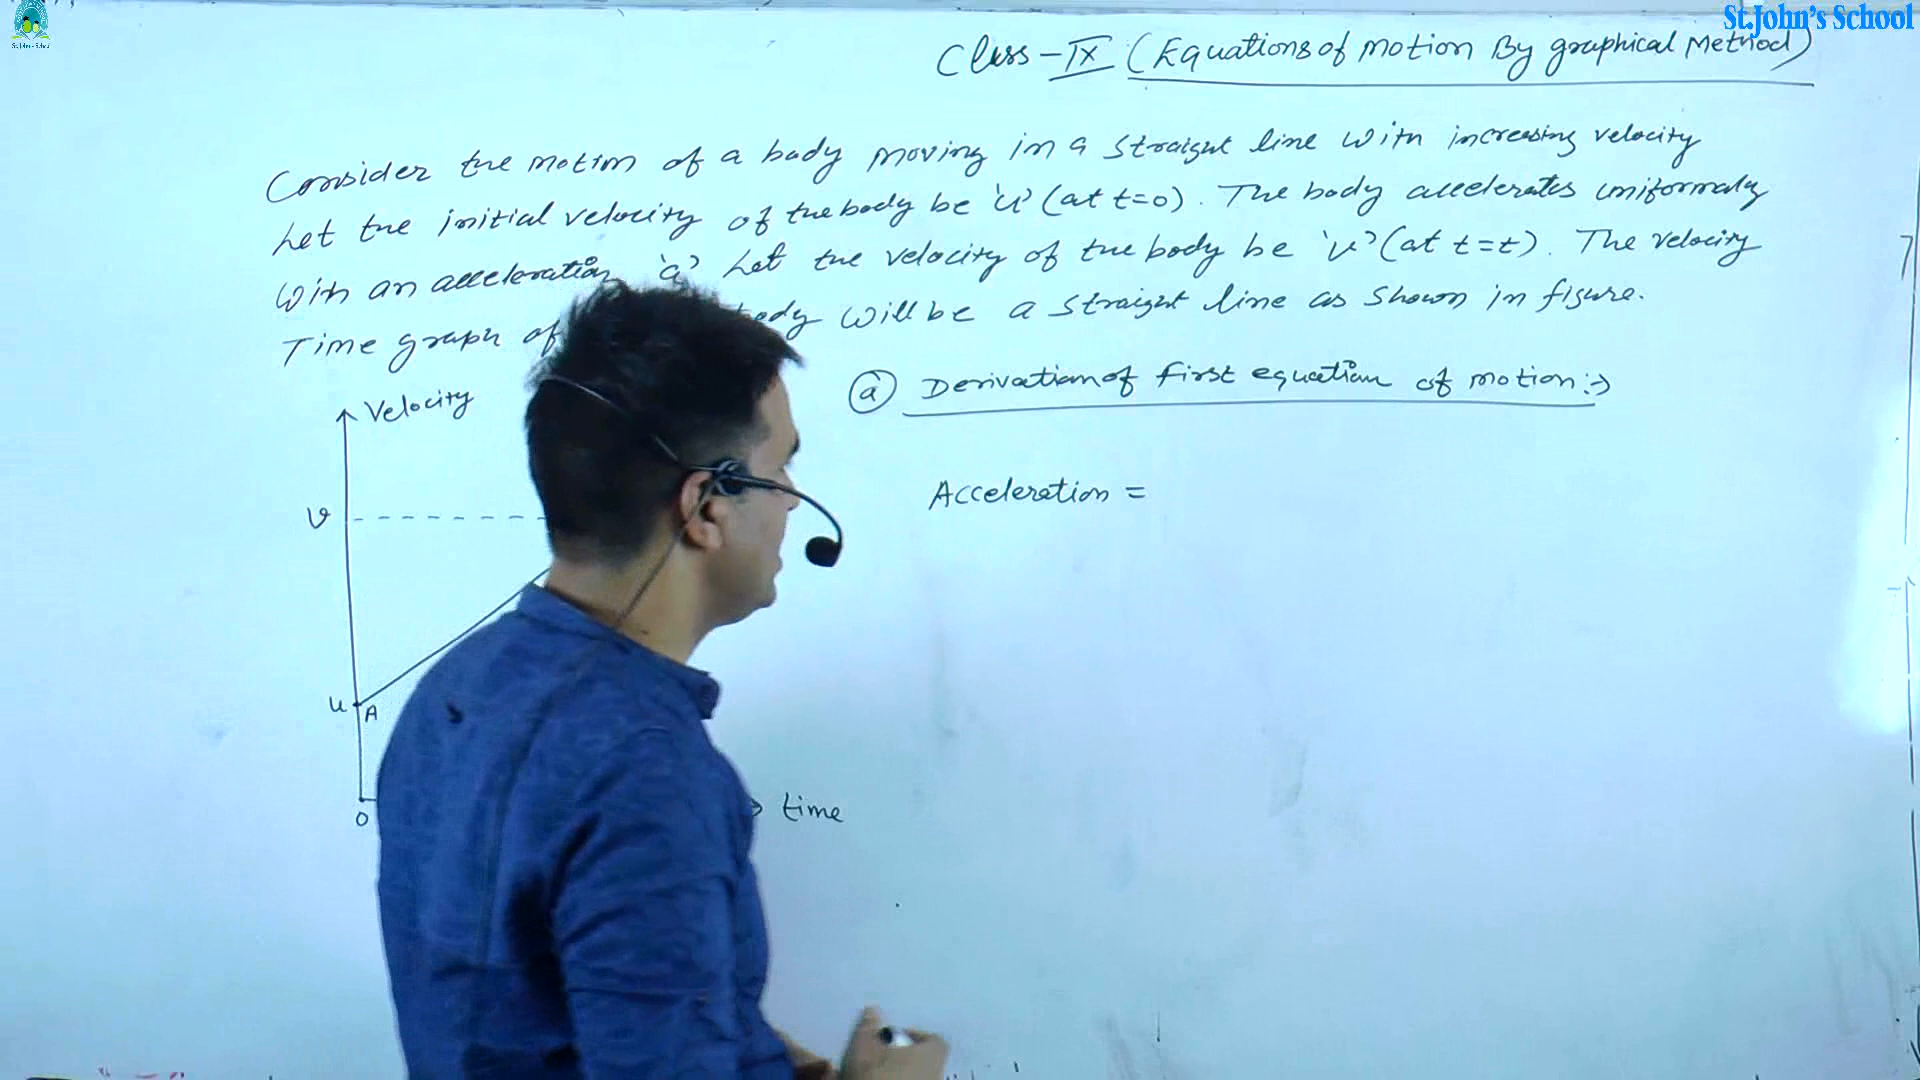 St.John's School
Class-IX (Equations of motion By graphical Method)
Consider the motion of a body moving in a straight line with increasing velocity
Let the initial velocity of the body be 'u' (at t=0). The body accelerates uniformaly
with an acceleration 'a' Let the velocity of the body be 'v' (at t=t). The velocity
Time graph of body will be a straight line as shown in figure.
(a) Derivation of first equation of motion:→
Velocity
Acceleration =
v
u
A
time
O